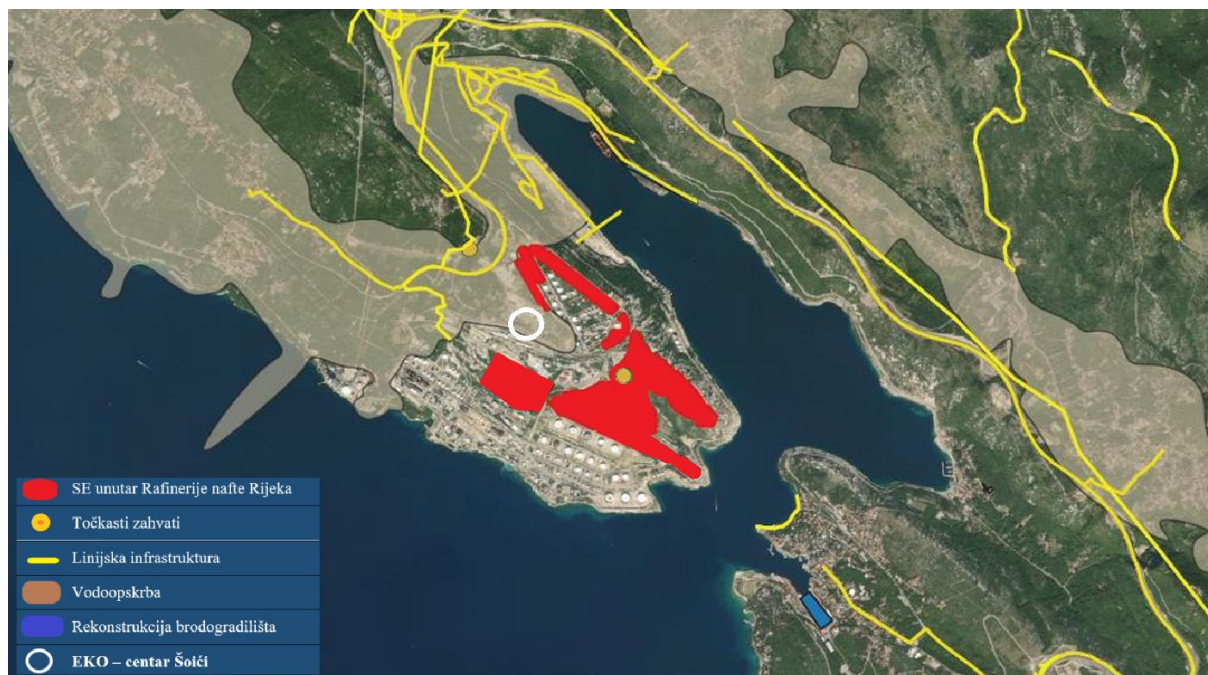 SE unutar Rafinerije nafte Rijeka
Točkasti zahvati
Linijska infrastruktura
Vodoopskrba
Rekonstrukcija brodogradilišta
EKO – centar Šoići